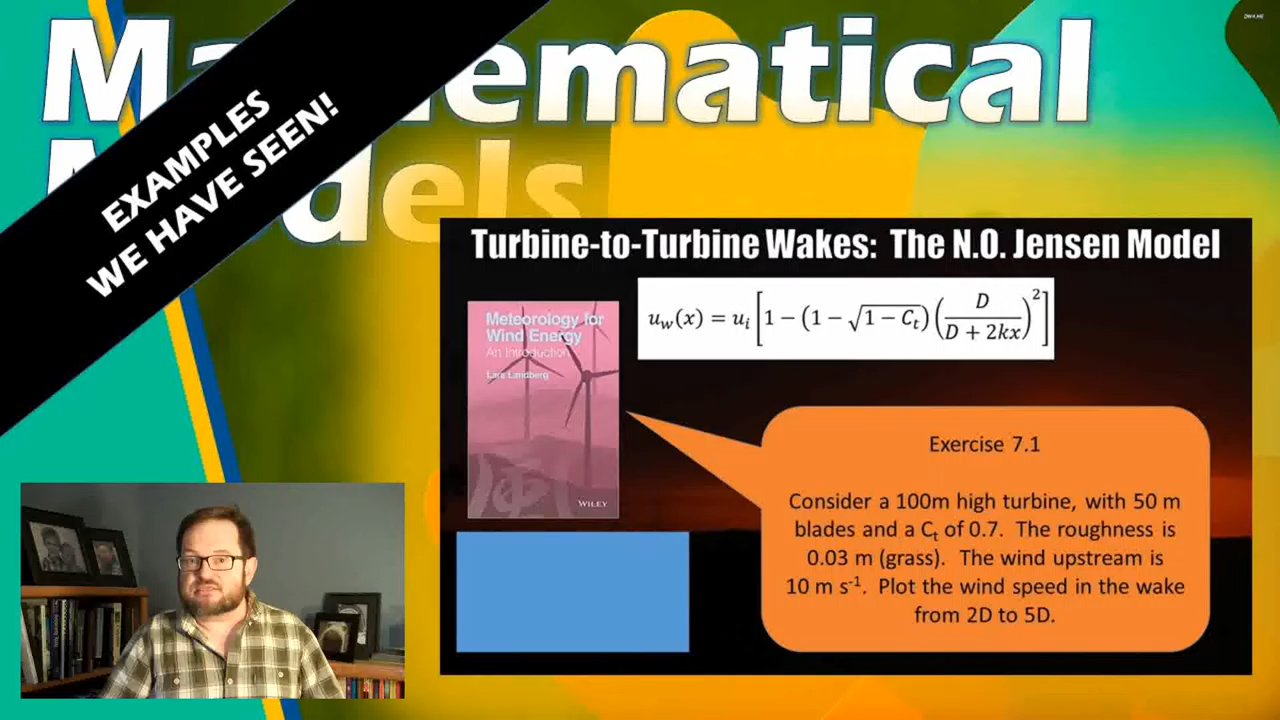 Mathematical
Models
EXAMPLES
WE HAVE SEEN!
DW4.ME
Turbine-to-Turbine Wakes: The N.O. Jensen Model
u_w(x) = u_i [1 − (1 − √(1 − C_t)) (D / (D + 2kx))²]
Meteorology for
Wind Energy
An Introduction
Lars Landberg
WILEY
Exercise 7.1
Consider a 100m high turbine, with 50 m
blades and a Cₜ of 0.7. The roughness is
0.03 m (grass). The wind upstream is
10 m s⁻¹. Plot the wind speed in the wake
from 2D to 5D.